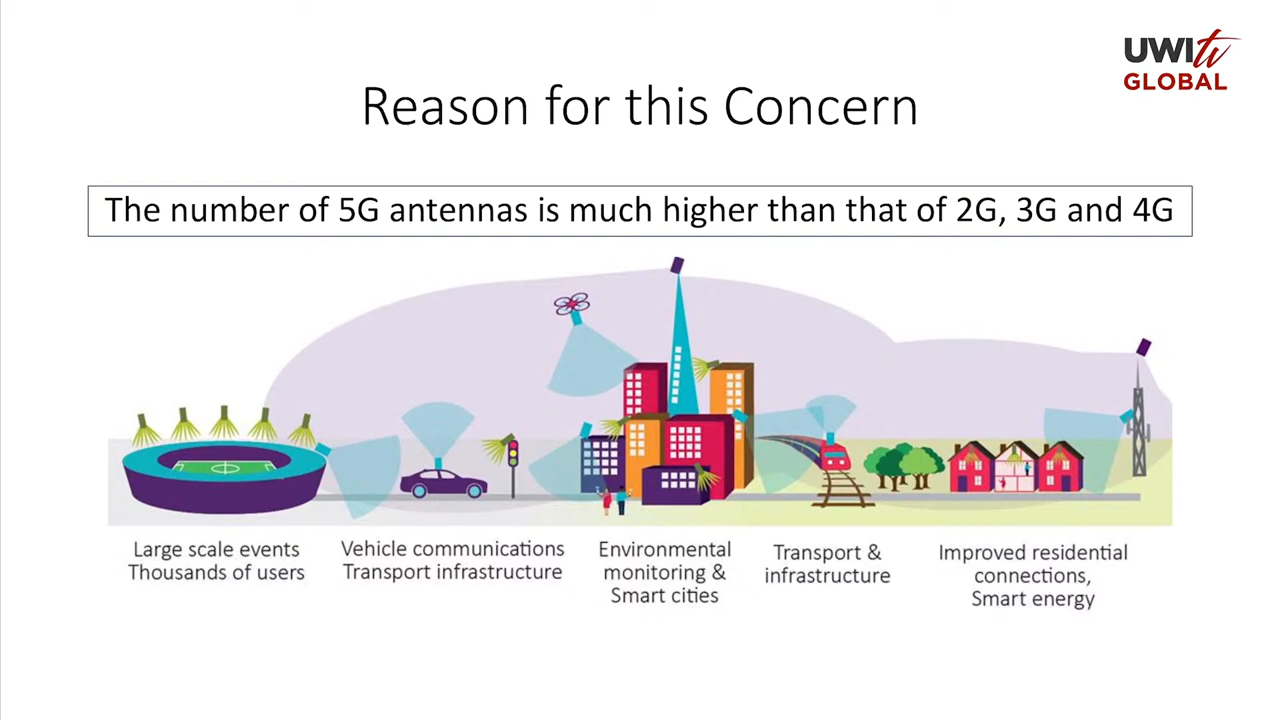 UWI tv
GLOBAL
Reason for this Concern
The number of 5G antennas is much higher than that of 2G, 3G and 4G
Large scale events
Thousands of users
Vehicle communications
Transport infrastructure
Environmental
monitoring &
Smart cities
Transport &
infrastructure
Improved residential
connections,
Smart energy